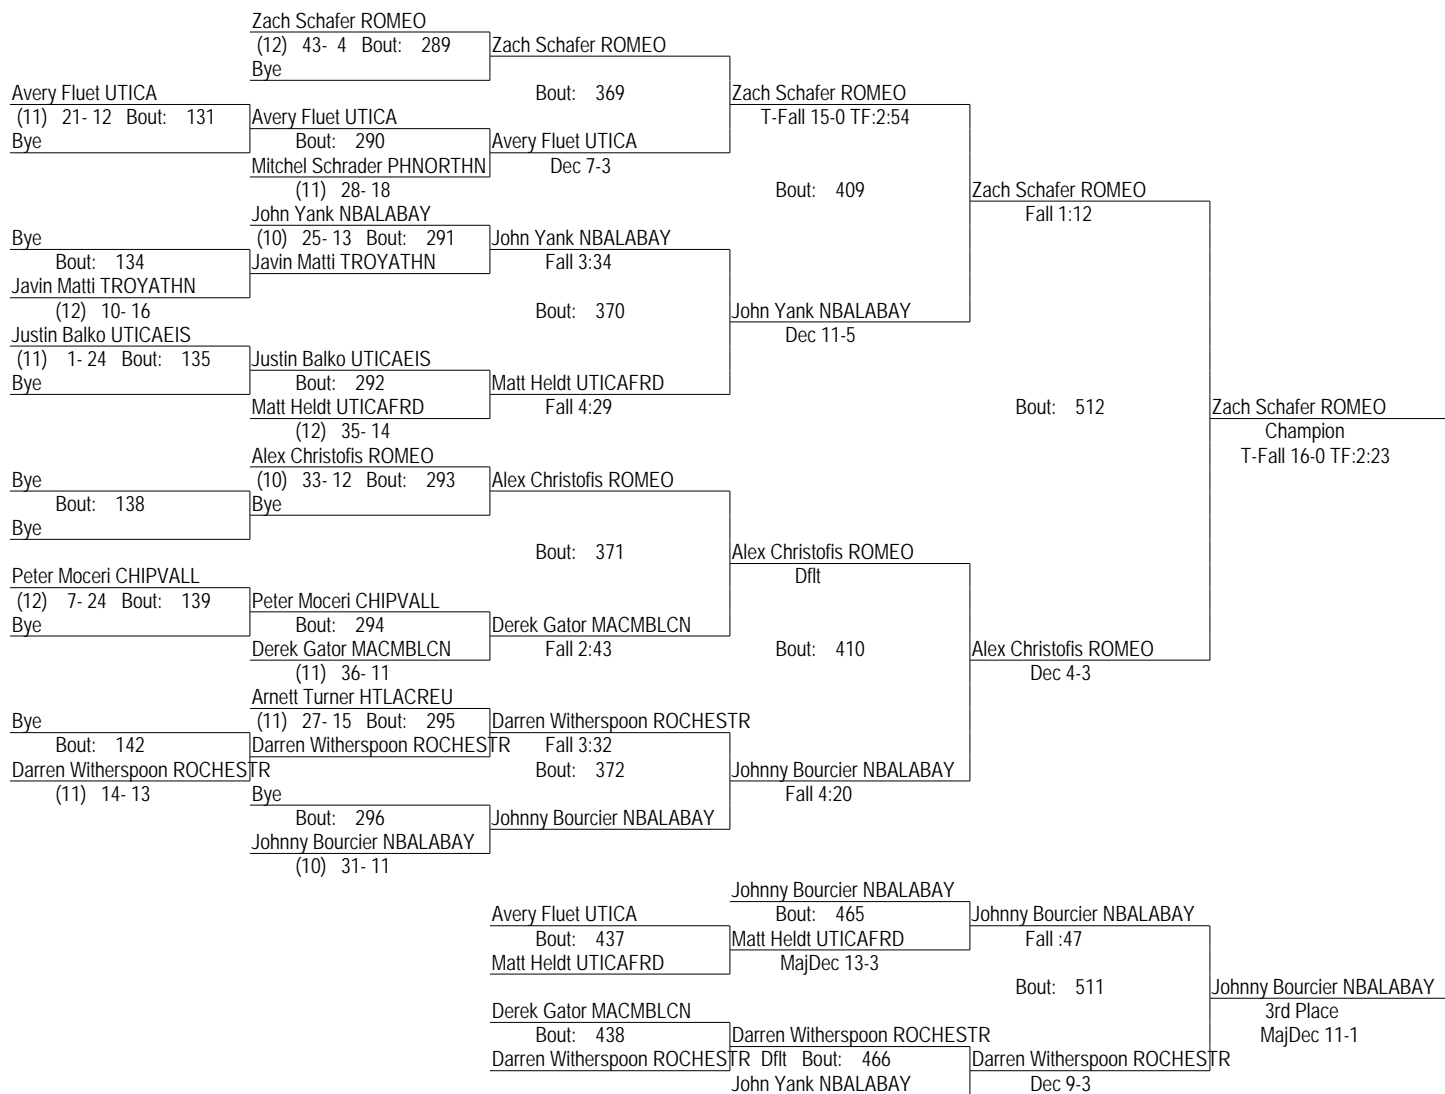 Zach Schafer ROMEO
(12) 43- 4 Bout: 289
Zach Schafer ROMEO
Bye
Avery Fluet UTICA
Bout: 369
Zach Schafer ROMEO
(11) 21- 12 Bout: 131
Avery Fluet UTICA
T-Fall 15-0 TF:2:54
Bye
Bout: 290
Avery Fluet UTICA
Mitchel Schrader PHNORTHN
Dec 7-3
(11) 28- 18
Bout: 409
Zach Schafer ROMEO
John Yank NBALABAY
Fall 1:12
Bye
(10) 25- 13 Bout: 291
John Yank NBALABAY
Bout: 134
Javin Matti TROYATHN
Fall 3:34
Javin Matti TROYATHN
(12) 10- 16
Bout: 370
John Yank NBALABAY
Justin Balko UTICAEIS
Dec 11-5
(11) 1- 24 Bout: 135
Justin Balko UTICAEIS
Bye
Bout: 292
Matt Heldt UTICAFRD
Matt Heldt UTICAFRD
Fall 4:29
Bout: 512
Zach Schafer ROMEO
(12) 35- 14
Champion
Alex Christofis ROMEO
T-Fall 16-0 TF:2:23
Bye
(10) 33- 12 Bout: 293
Alex Christofis ROMEO
Bout: 138
Bye
Bye
Bout: 371
Alex Christofis ROMEO
Peter Moceri CHIPVALL
Dflt
(12) 7- 24 Bout: 139
Peter Moceri CHIPVALL
Bye
Bout: 294
Derek Gator MACMBLCN
Derek Gator MACMBLCN
Fall 2:43
Bout: 410
Alex Christofis ROMEO
(11) 36- 11
Dec 4-3
Arnett Turner HTLACREU
Bye
(11) 27- 15 Bout: 295
Darren Witherspoon ROCHESTR
Bout: 142
Darren Witherspoon ROCHESTR
Fall 3:32
Darren Witherspoon ROCHESTR
Bout: 372
Johnny Bourcier NBALABAY
(11) 14- 13
Bye
Fall 4:20
Bout: 296
Johnny Bourcier NBALABAY
Johnny Bourcier NBALABAY
(10) 31- 11
Johnny Bourcier NBALABAY
Avery Fluet UTICA
Bout: 465
Johnny Bourcier NBALABAY
Bout: 437
Matt Heldt UTICAFRD
Fall :47
Matt Heldt UTICAFRD
MajDec 13-3
Bout: 511
Johnny Bourcier NBALABAY
Derek Gator MACMBLCN
3rd Place
Bout: 438
Darren Witherspoon ROCHESTR
MajDec 11-1
Darren Witherspoon ROCHESTR
Dflt Bout: 466
Darren Witherspoon ROCHESTR
John Yank NBALABAY
Dec 9-3